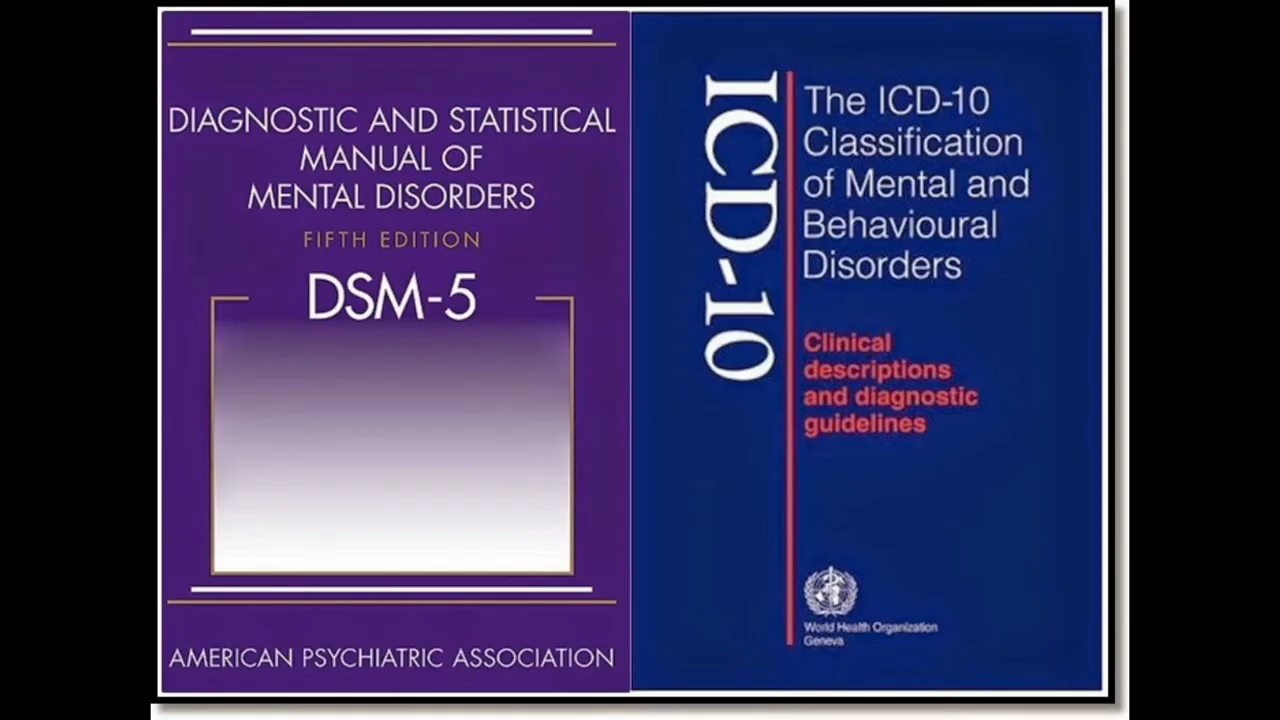 DIAGNOSTIC AND STATISTICAL
MANUAL OF
MENTAL DISORDERS
FIFTH EDITION
DSM-5
AMERICAN PSYCHIATRIC ASSOCIATION
ICD-10
The ICD-10
Classification
of Mental and
Behavioural
Disorders
Clinical
descriptions
and diagnostic
guidelines
World Health Organization
Geneva